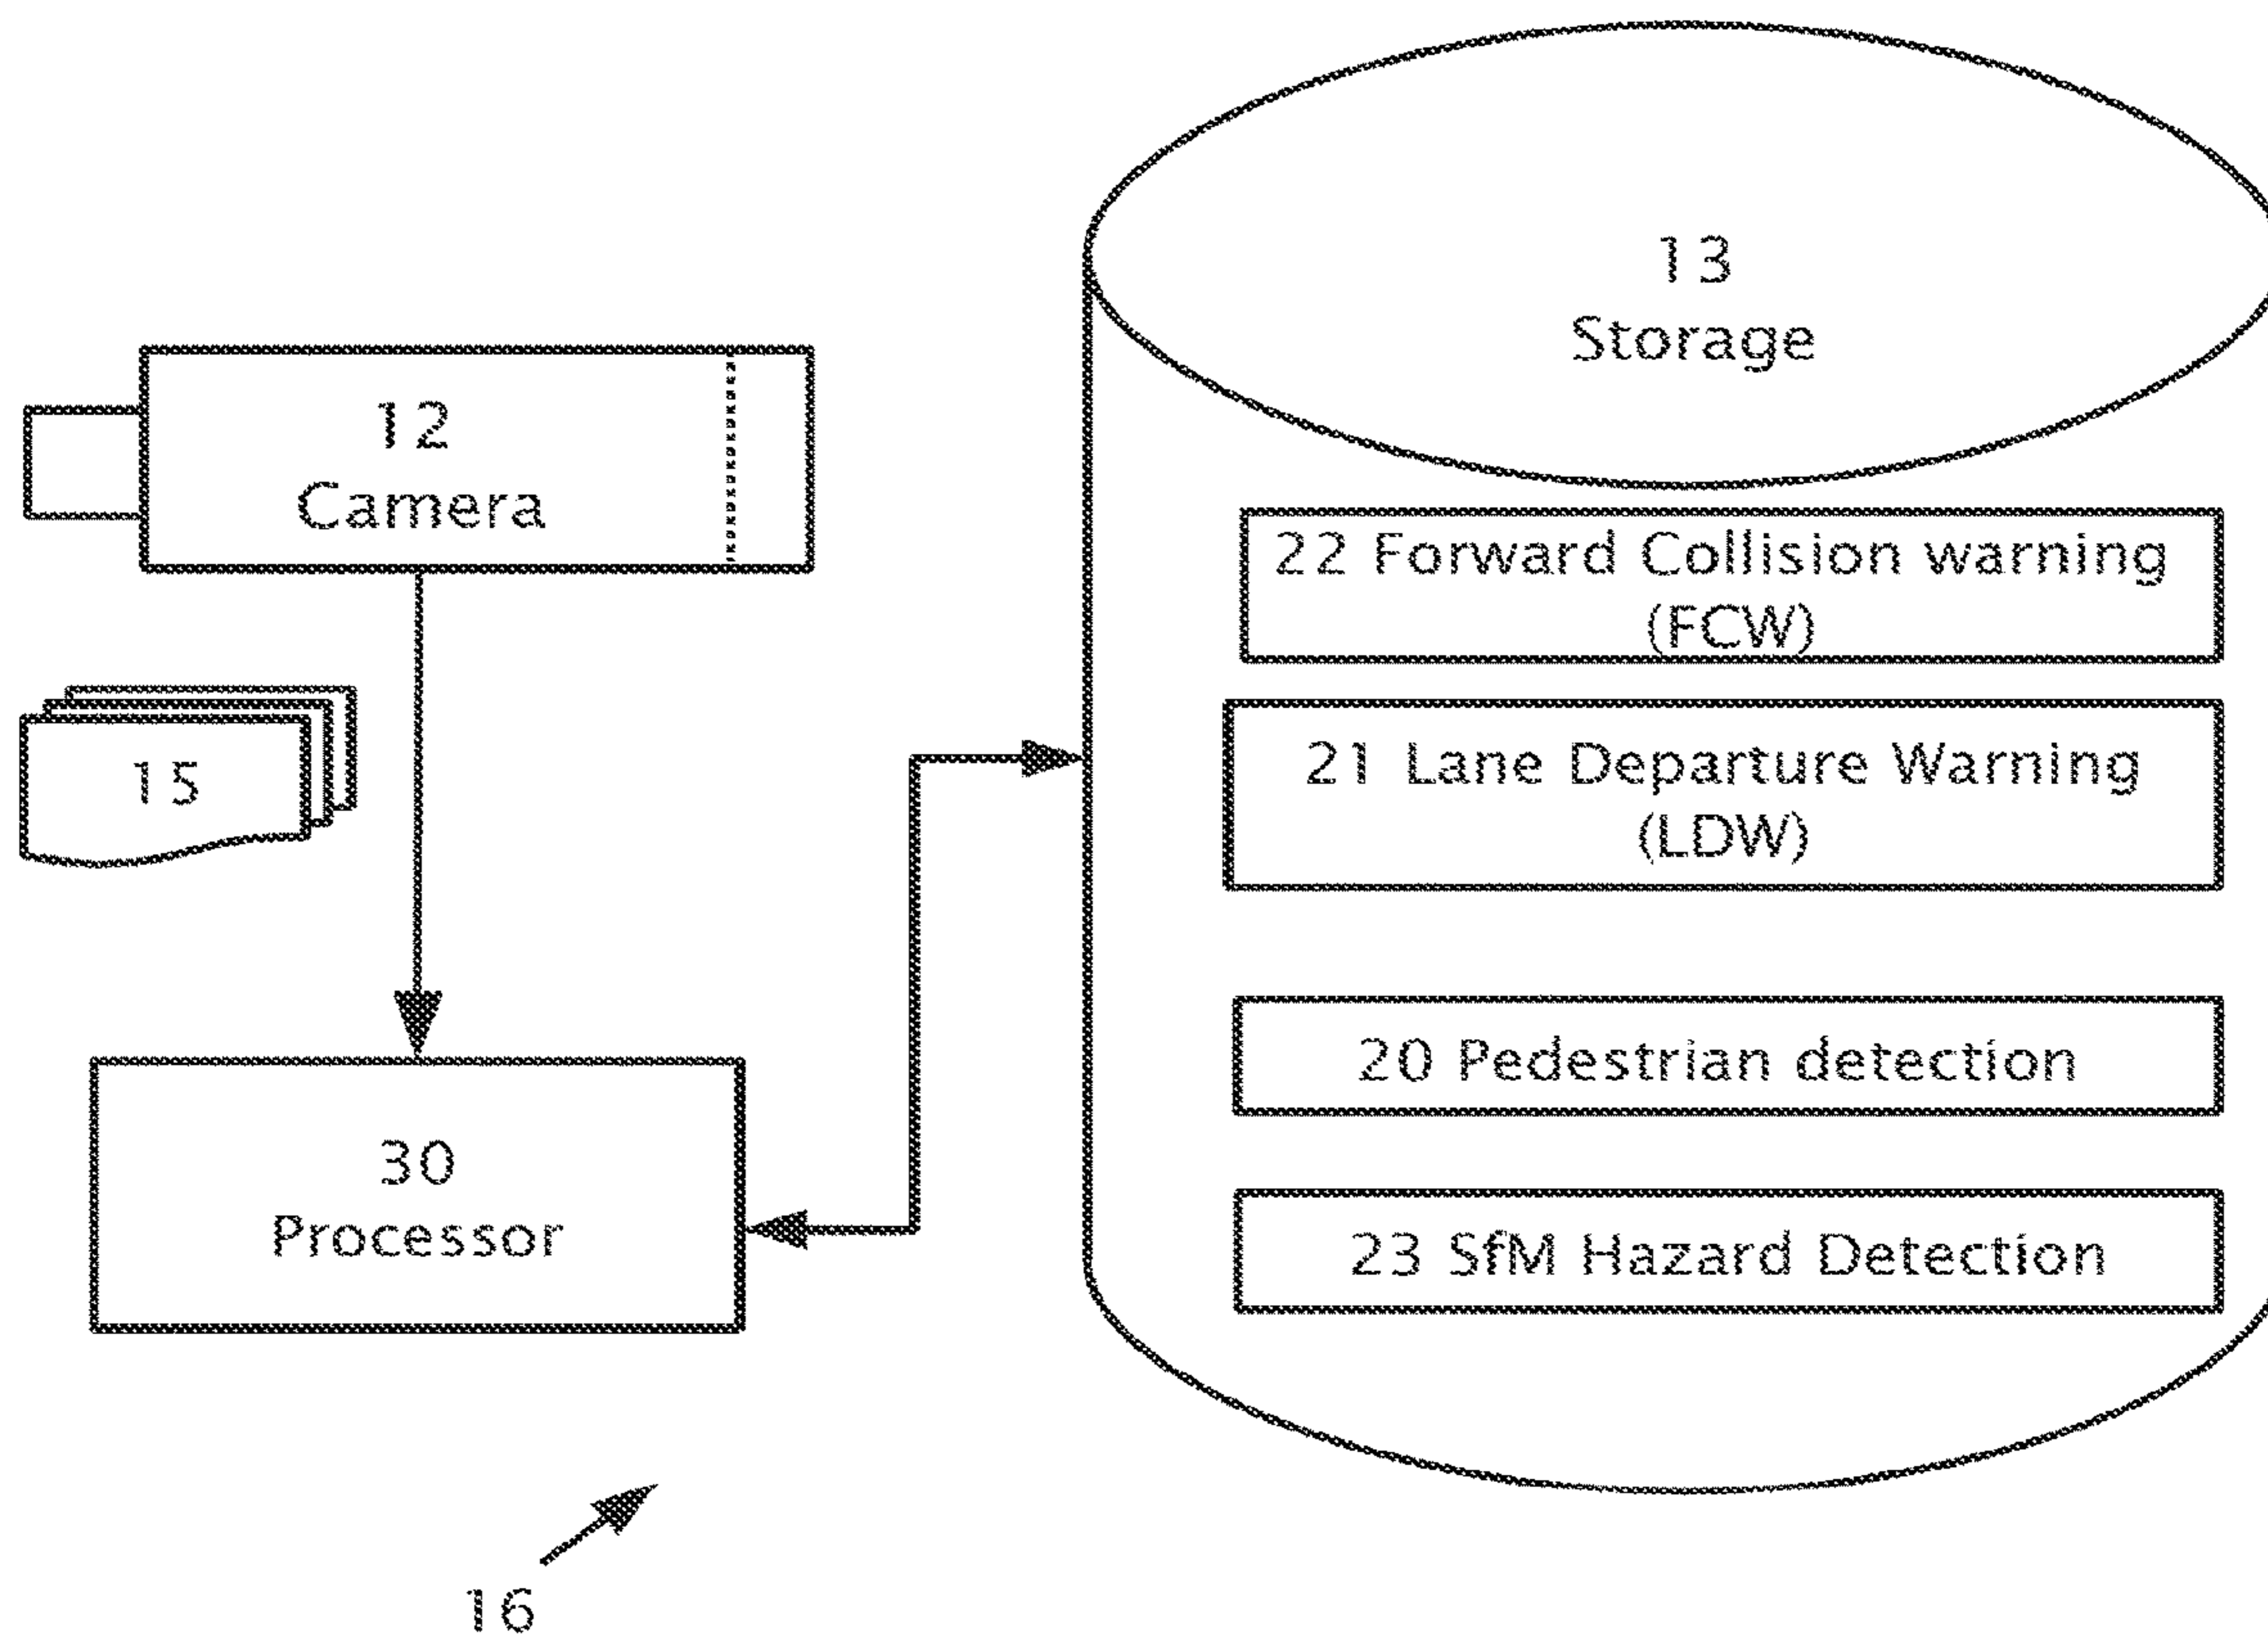 13
Storage
12
Camera
22 Forward Collision warning
(FCW)
21 Lane Departure Warning
(LDW)
15
20 Pedestrian detection
30
Processor
23 SfM Hazard Detection
16